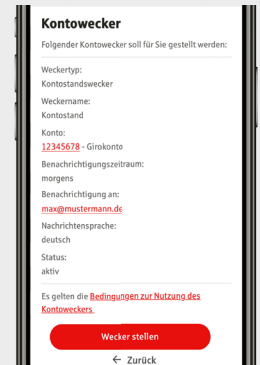 Kontowecker
Folgender Kontowecker soll für Sie gestellt werden:
Weckertyp:
Kontostandswecker
Weckername:
Kontostand
Konto:
12345678 - Girokonto
Benachrichtigungszeitraum:
morgens
Benachrichtigung an:
max@mustermann.de
Nachrichtensprache:
deutsch
Status:
aktiv
Es gelten die Bedingungen zur Nutzung des
Kontoweckers
Wecker stellen
← Zurück